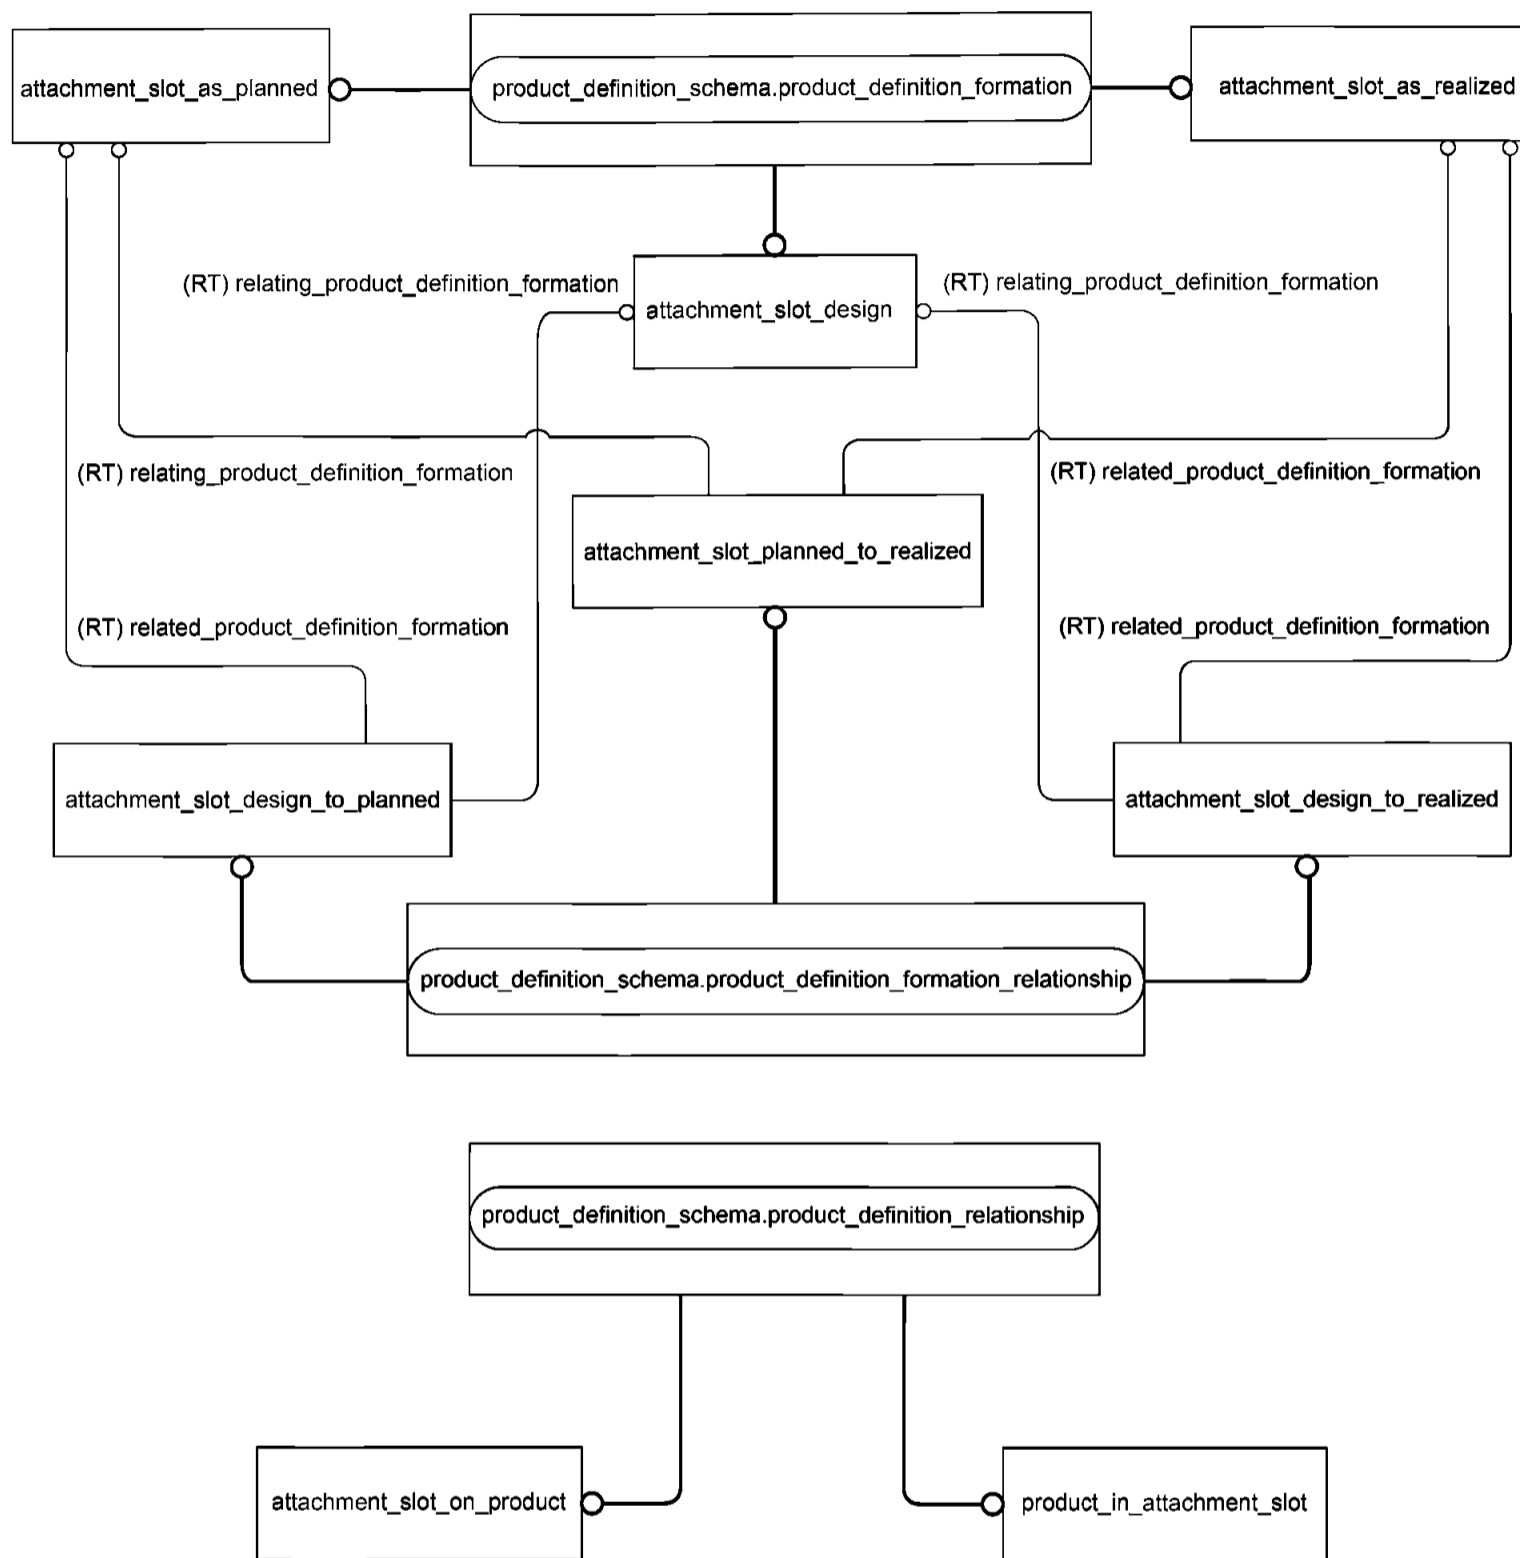 attachment_slot_as_planned
product_definition_schema.product_definition_formation
attachment_slot_as_realized
(RT) relating_product_definition_formation
(RT) relating_product_definition_formation
attachment_slot_design
(RT) relating_product_definition_formation
(RT) related_product_definition_formation
attachment_slot_planned_to_realized
(RT) related_product_definition_formation
(RT) related_product_definition_formation
attachment_slot_design_to_planned
attachment_slot_design_to_realized
product_definition_schema.product_definition_formation_relationship
product_definition_schema.product_definition_relationship
attachment_slot_on_product
product_in_attachment_slot